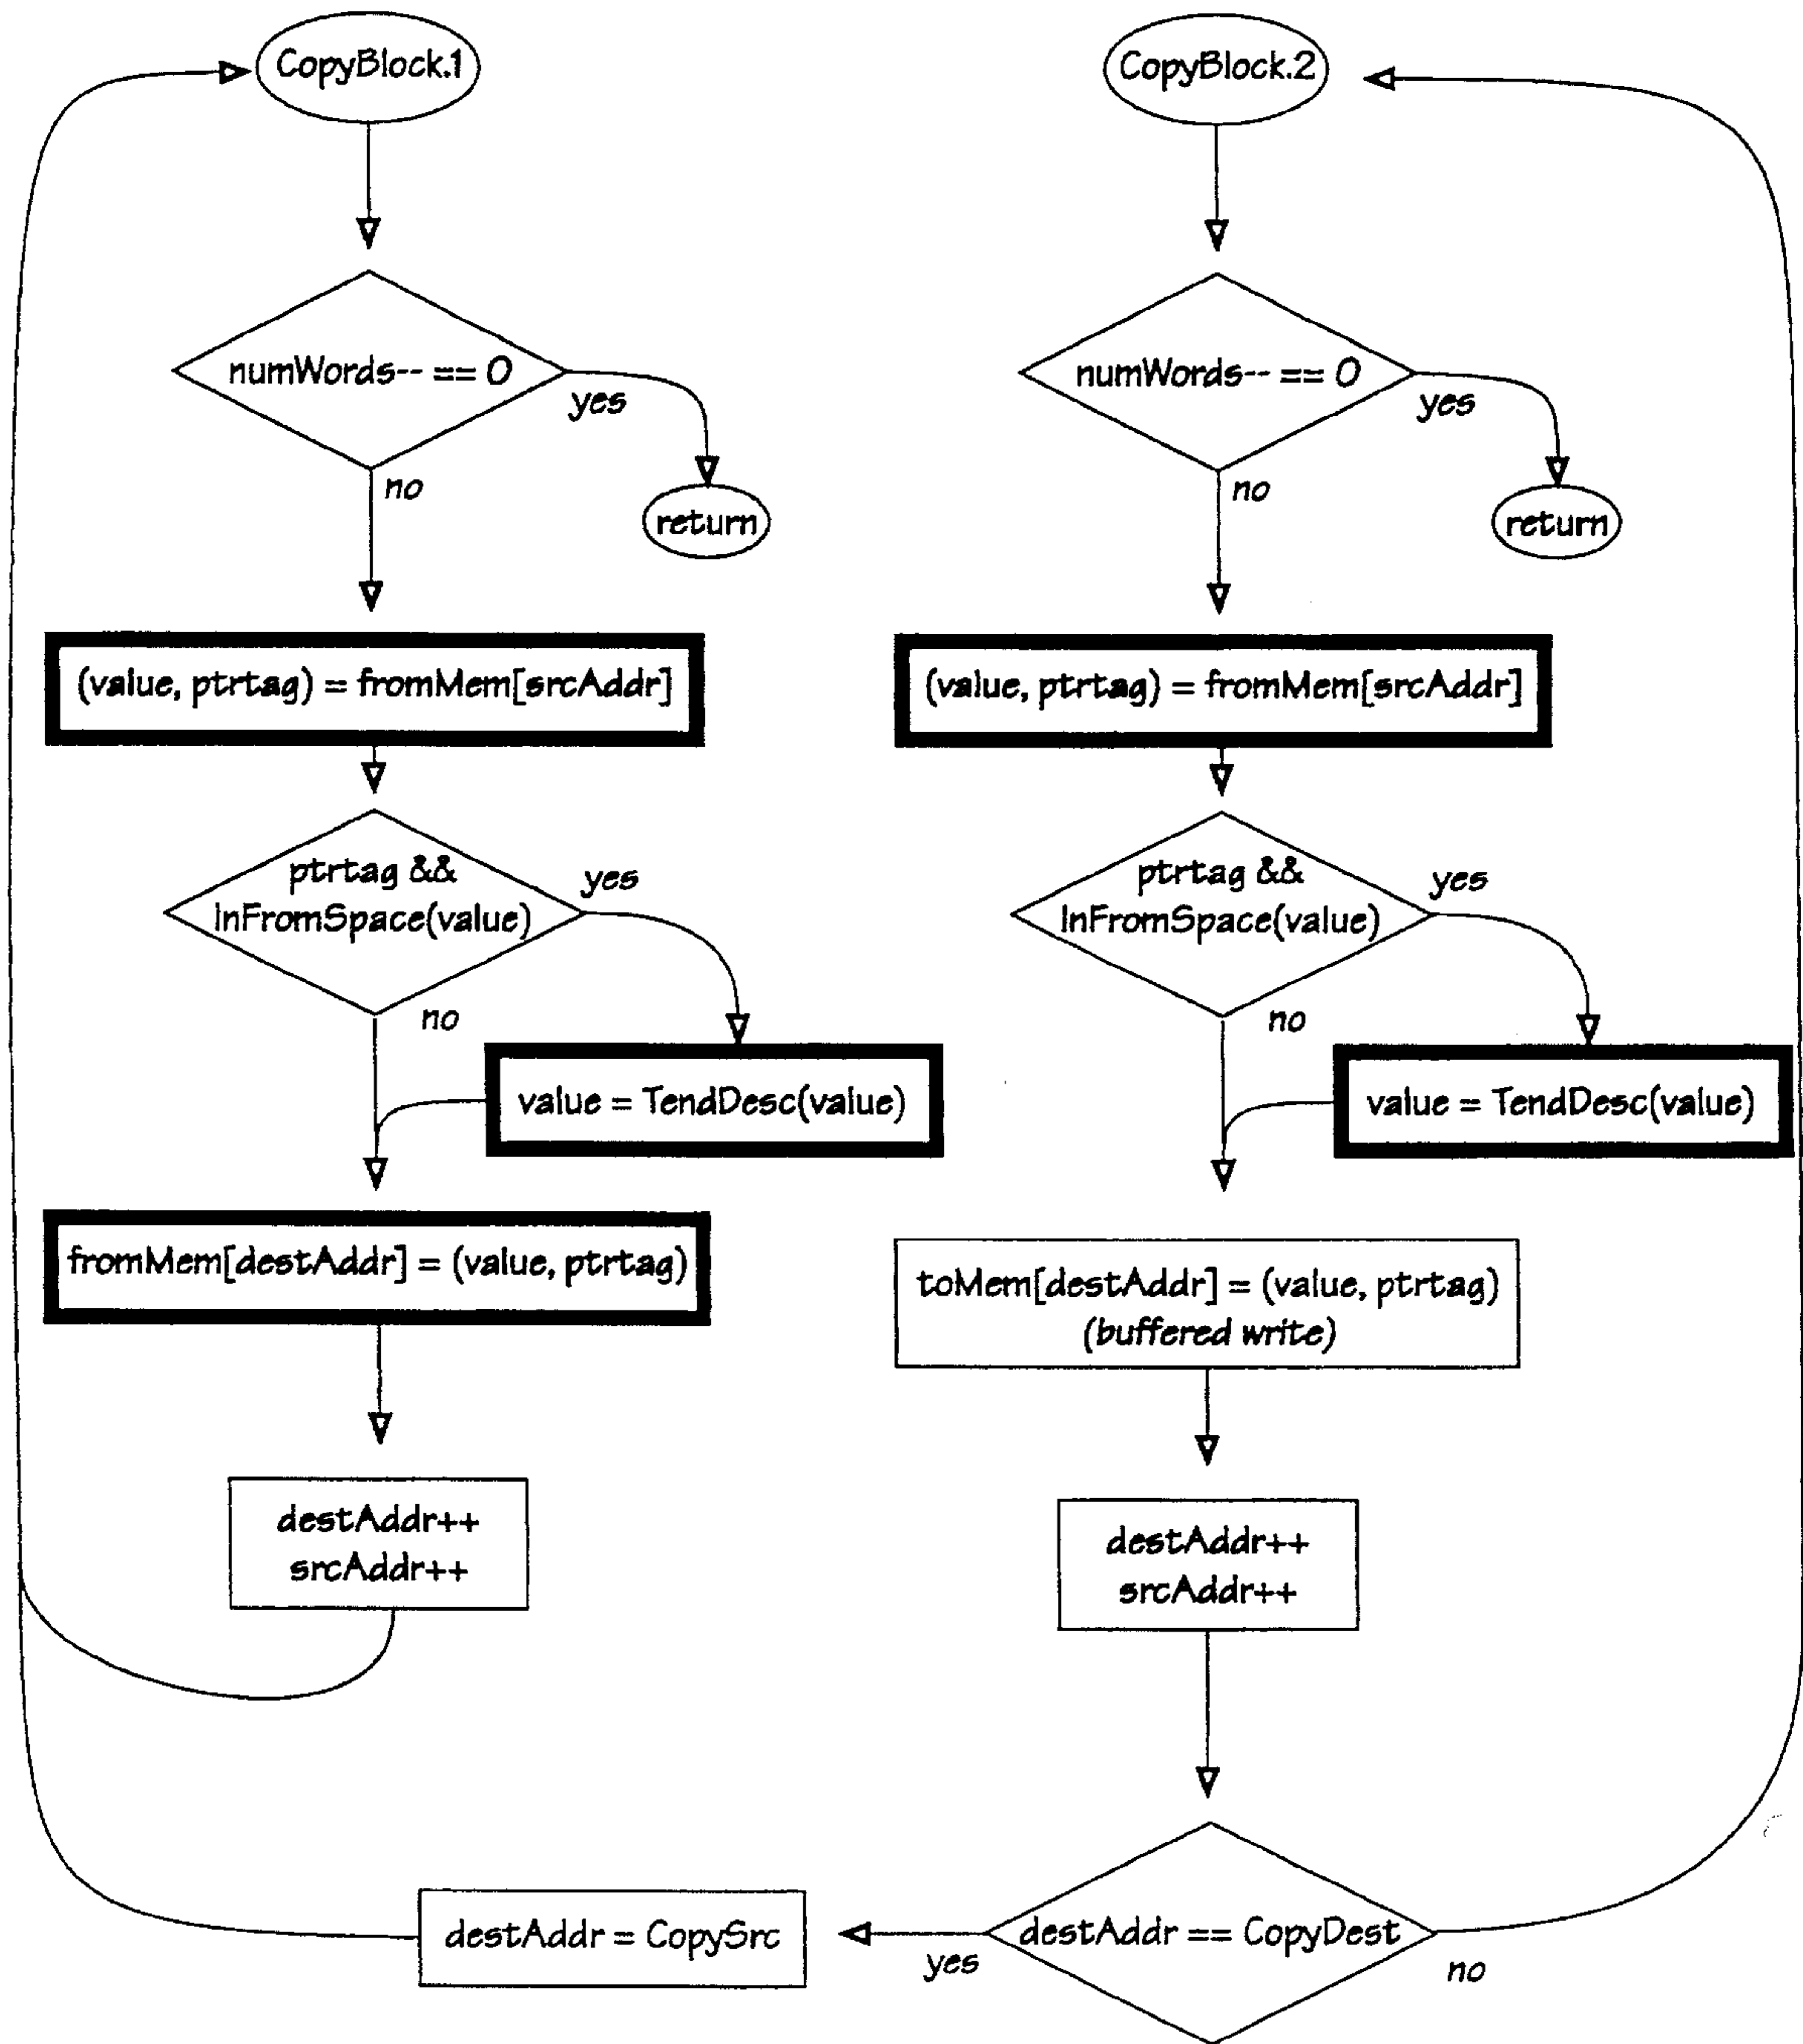 CopyBlock.1
numWords-- == 0
yes
no
return
(value, ptrtag) = fromMem[srcAddr]
ptrtag &&
InFromSpace(value)
yes
no
value = TendDesc(value)
fromMem[destAddr] = (value, ptrtag)
destAddr++
srcAddr++
CopyBlock.2
numWords-- == 0
yes
no
return
(value, ptrtag) = fromMem[srcAddr]
ptrtag &&
InFromSpace(value)
yes
no
value = TendDesc(value)
toMem[destAddr] = (value, ptrtag)
(buffered write)
destAddr++
srcAddr++
destAddr == CopyDest
yes
no
destAddr = CopySrc